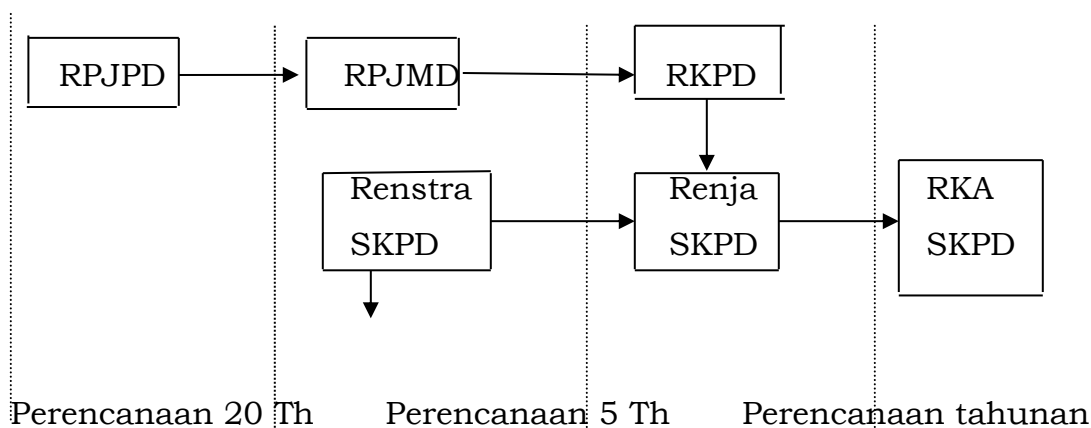 RPJPD
RPJMD
RKPD
Renstra
SKPD
Renja
SKPD
RKA
SKPD
Perencanaan 20 Th
Perencanaan 5 Th
Perencanaan tahunan